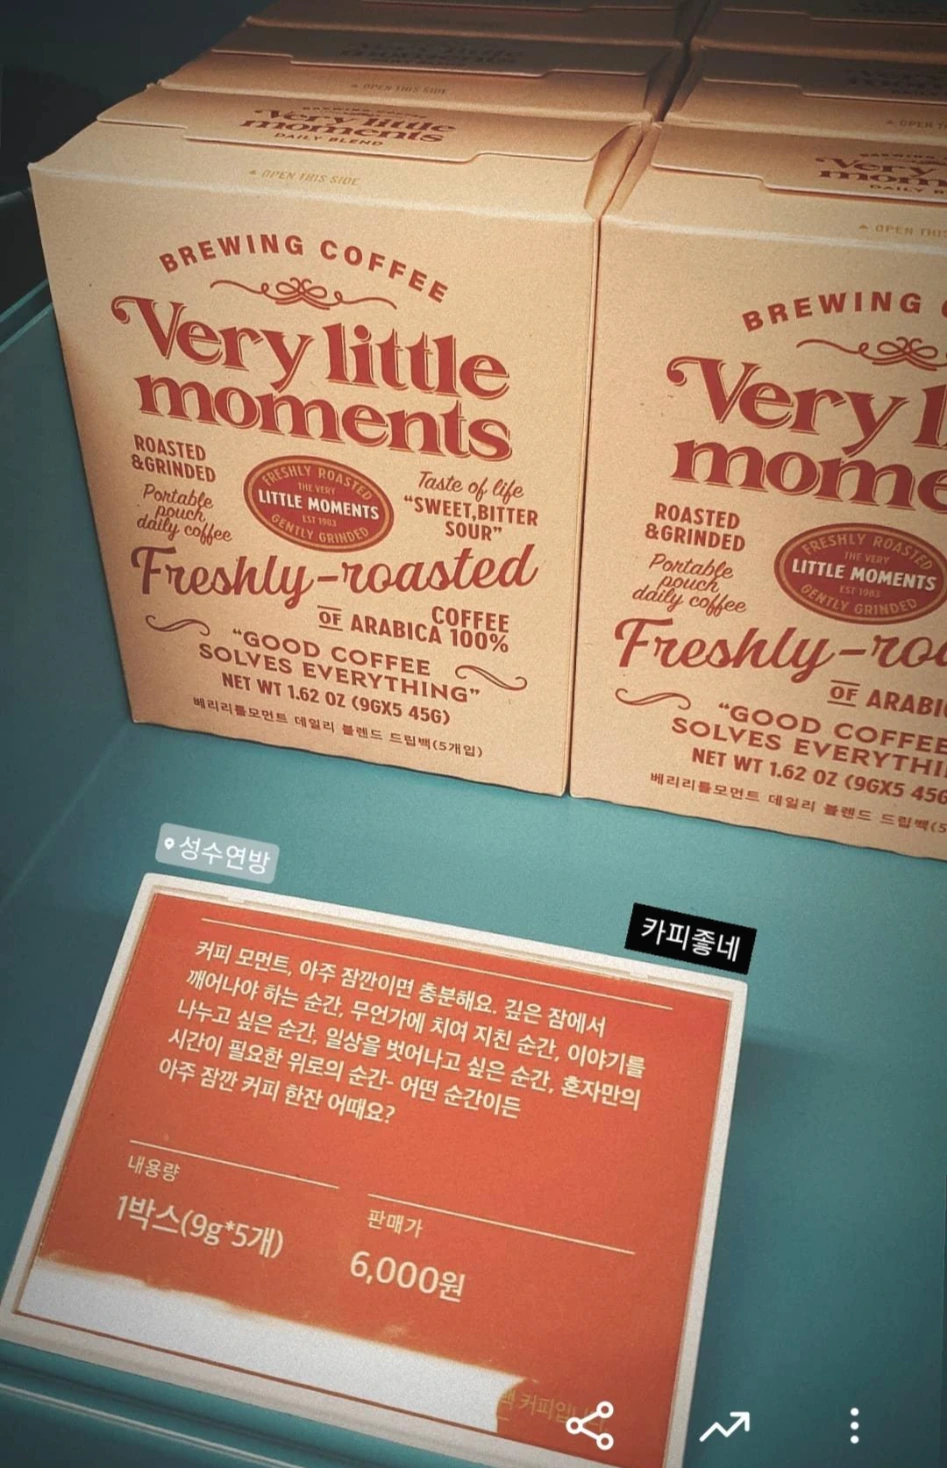 Very little
moments
DAILY BLEND
OPEN THIS SIDE
BREWING COFFEE
Very little
moments
ROASTED
&GRINDED
Portable
pouch
daily coffee
FRESHLY ROASTED
THE VERY
LITTLE MOMENTS
EST 1983
GENTLY GRINDED
Taste of life
"SWEET,BITTER
SOUR"
Freshly-roasted
COFFEE
OF ARABICA 100%
"GOOD COFFEE
SOLVES EVERYTHING"
NET WT 1.62 OZ (9GX5 45G)
베리리틀모먼트 데일리 블렌드 드립백(5개입)
OPEN THIS
BREWING
Very l
mome
ROASTED
&GRINDED
Portable
pouch
daily coffee
FRESHLY ROASTED
THE VERY
LITTLE MOMENTS
EST 1983
GENTLY GRINDED
Freshly-roa
OF ARABI
"GOOD COFFEE
SOLVES EVERYTHI
NET WT 1.62 OZ (9GX5 45G
베리리틀모먼트 데일리 블렌드 드립백(5
성수연방
카피좋네
커피 모먼트, 아주 잠깐이면 충분해요. 깊은 잠에서
깨어나야 하는 순간, 무언가에 치여 지친 순간, 이야기를
나누고 싶은 순간, 일상을 벗어나고 싶은 순간, 혼자만의
시간이 필요한 위로의 순간- 어떤 순간이든
아주 잠깐 커피 한잔 어때요?
내용량
1박스(9g*5개)
판매가
6,000원